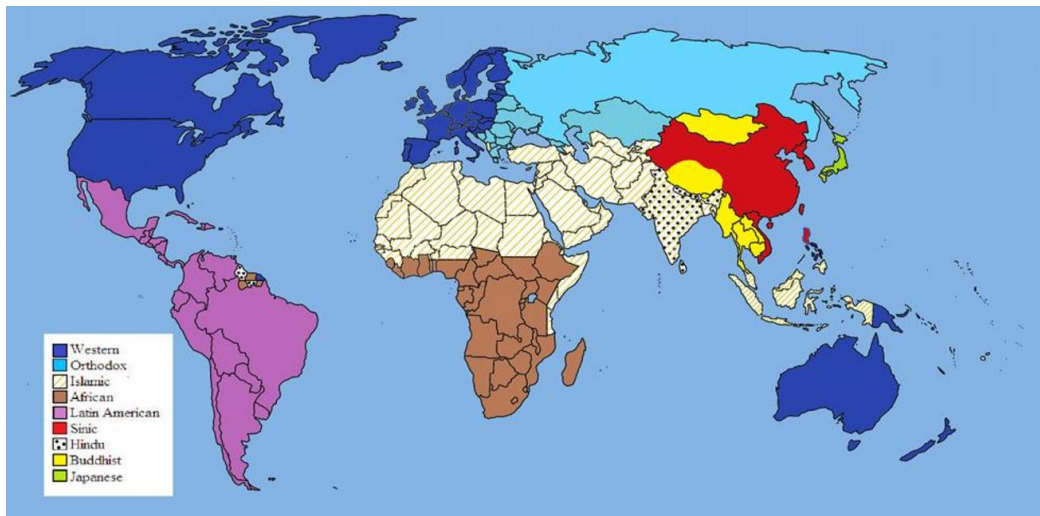 Western
Orthodox
Islamic
African
Latin American
Sinic
Hindu
Buddhist
Japanese